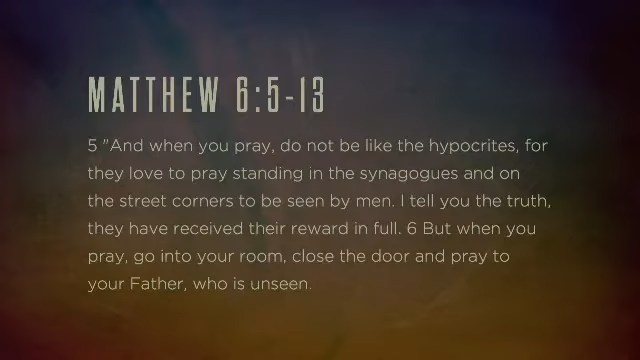 MATTHEW 6:5-13
5 "And when you pray, do not be like the hypocrites, for
they love to pray standing in the synagogues and on
the street corners to be seen by men. I tell you the truth,
they have received their reward in full. 6 But when you
pray, go into your room, close the door and pray to
your Father, who is unseen.